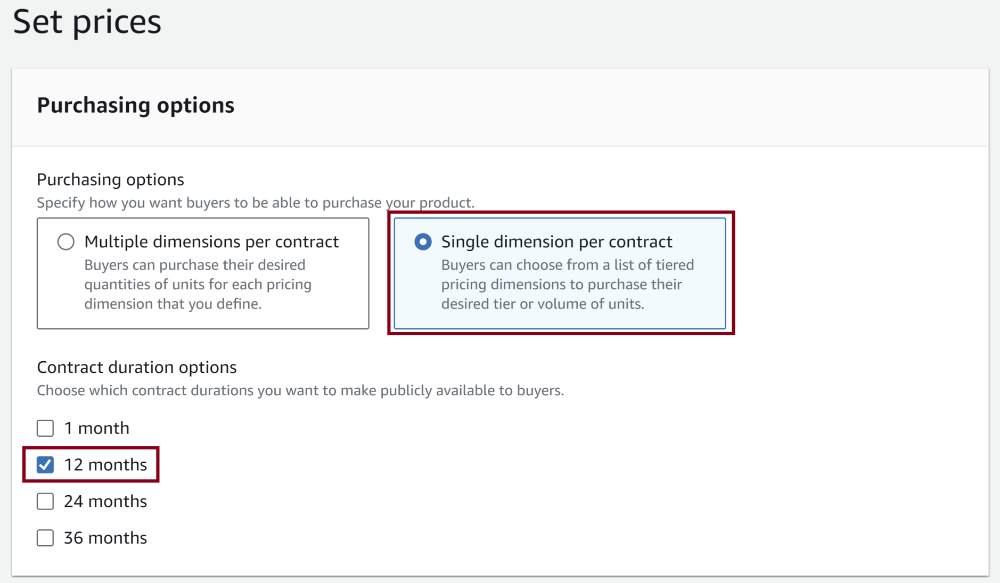 Set prices
Purchasing options
Purchasing options
Specify how you want buyers to be able to purchase your product.
Multiple dimensions per contract
Buyers can purchase their desired
quantities of units for each pricing
dimension that you define.
Single dimension per contract
Buyers can choose from a list of tiered
pricing dimensions to purchase their
desired tier or volume of units.
Contract duration options
Choose which contract durations you want to make publicly available to buyers.
1 month
12 months
24 months
36 months